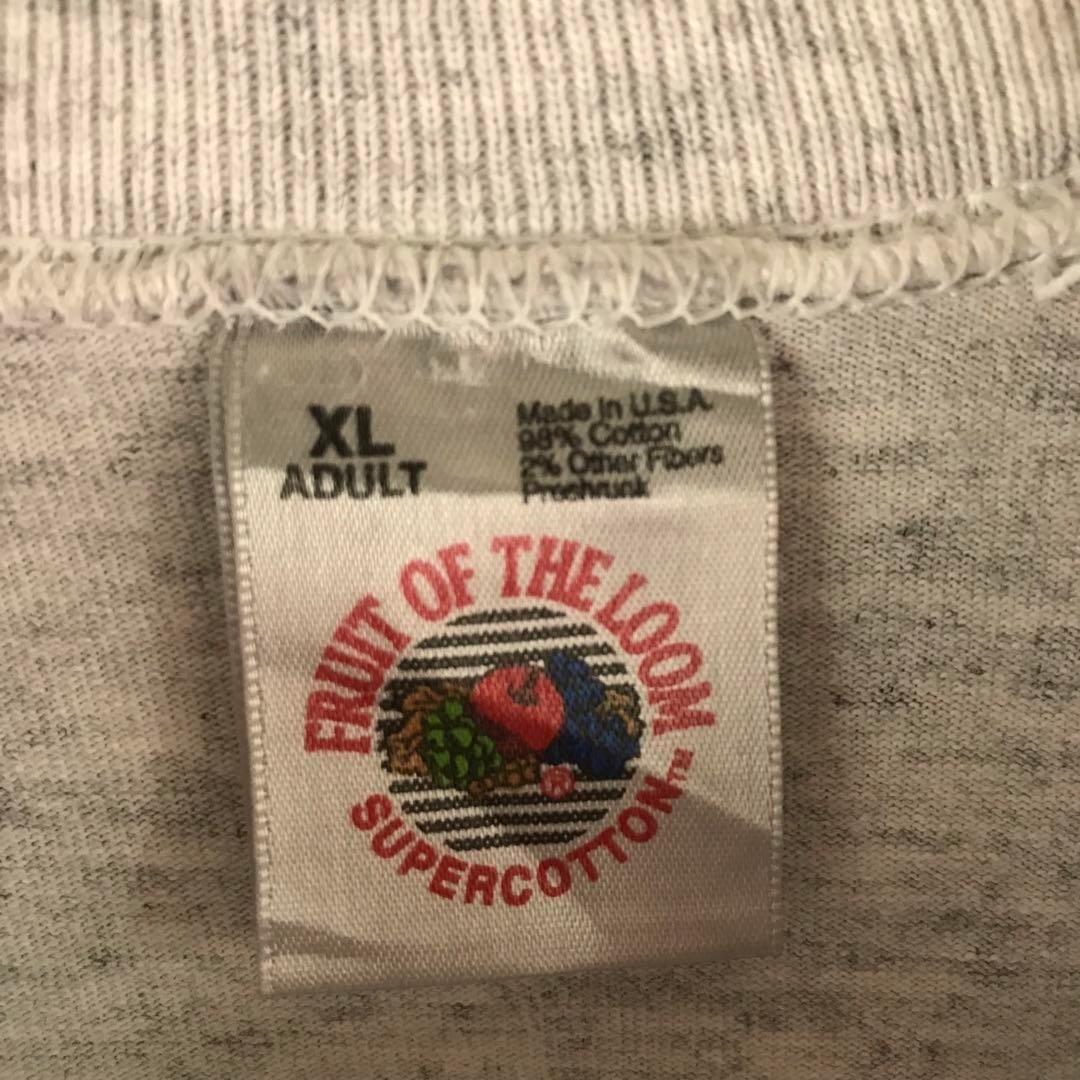 XL
ADULT
Made in U.S.A.
98% Cotton
2% Other Fibers
Preshrunk
FRUIT OF THE LOOM
®
SUPERCOTTON™